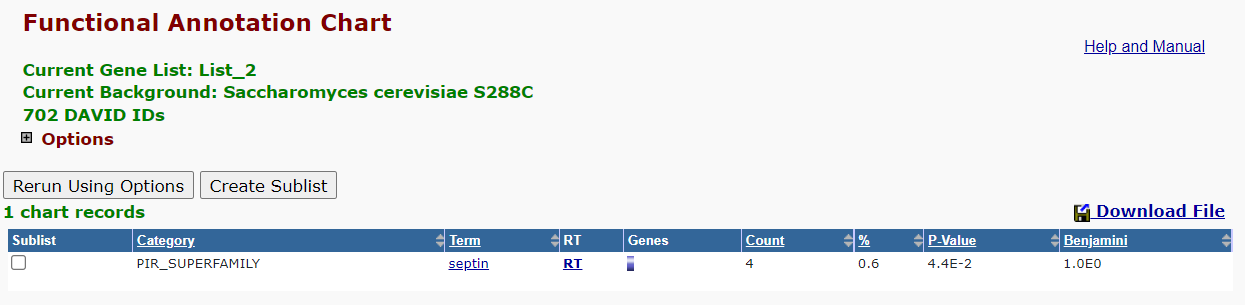 Functional Annotation Chart
Help and Manual
Current Gene List: List_2
Current Background: Saccharomyces cerevisiae S288C
702 DAVID IDs
Options
Rerun Using Options Create Sublist
1 chart records
Download File
Sublist Category Term RT Genes Count % P-Value Benjamini
PIR_SUPERFAMILY septin RT 4 0.6 4.4E-2 1.0E0